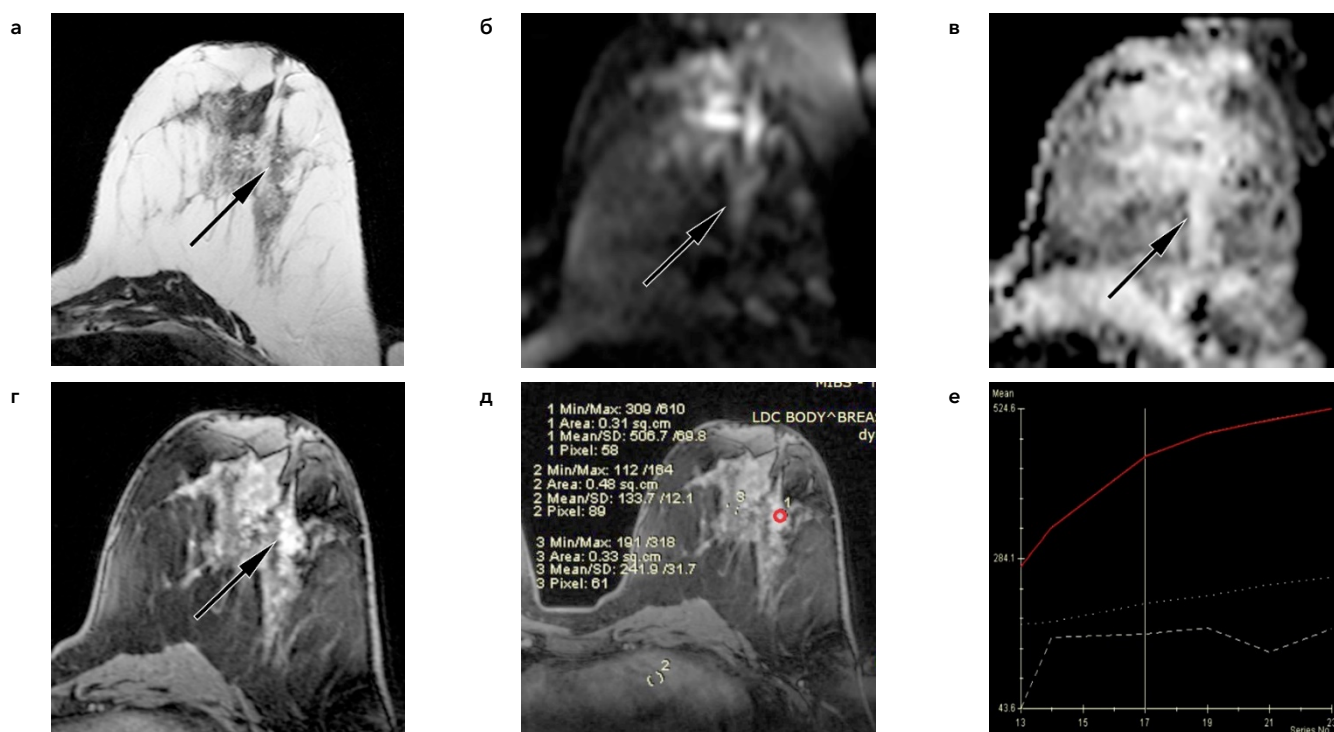 а
б
в
г
д
MIBS - 
LDC BODY^BREA
dy
1 Min/Max: 309 /610
1 Area: 0.31 sq.cm
1 Mean/SD: 506.7 /69.8
1 Pixel: 58
2 Min/Max: 112 /164
2 Area: 0.48 sq.cm
2 Mean/SD: 133.7 /12.1
2 Pixel: 89
3 Min/Max: 191 /318
3 Area: 0.33 sq.cm
3 Mean/SD: 241.9 /31.7
3 Pixel: 61
3
1
2
е
Mean
524.6
284.1
43.6
13 15 17 19 21 23
Series No